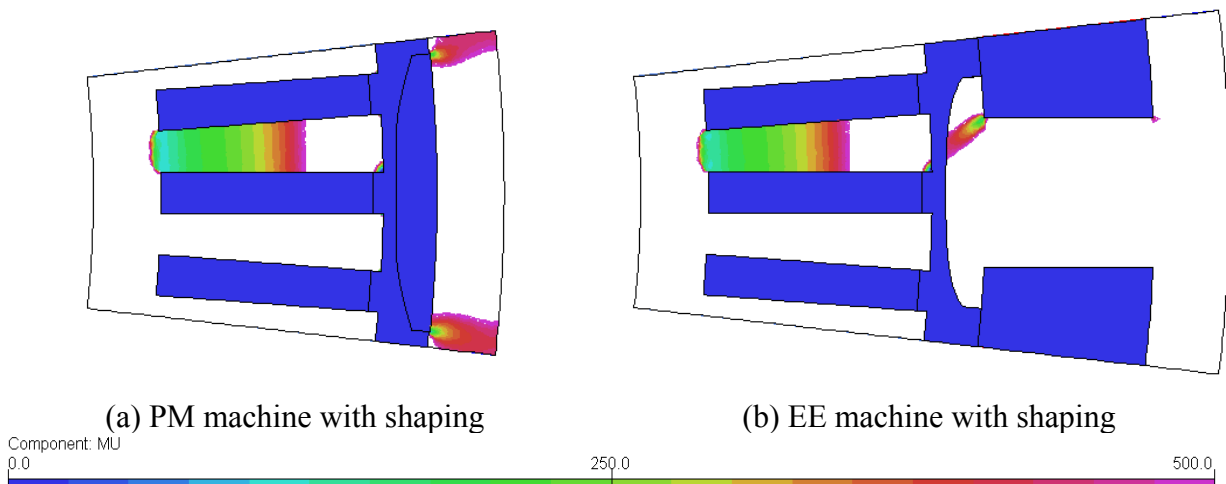 (a) PM machine with shaping
(b) EE machine with shaping
Component: MU
0.0 250.0 500.0